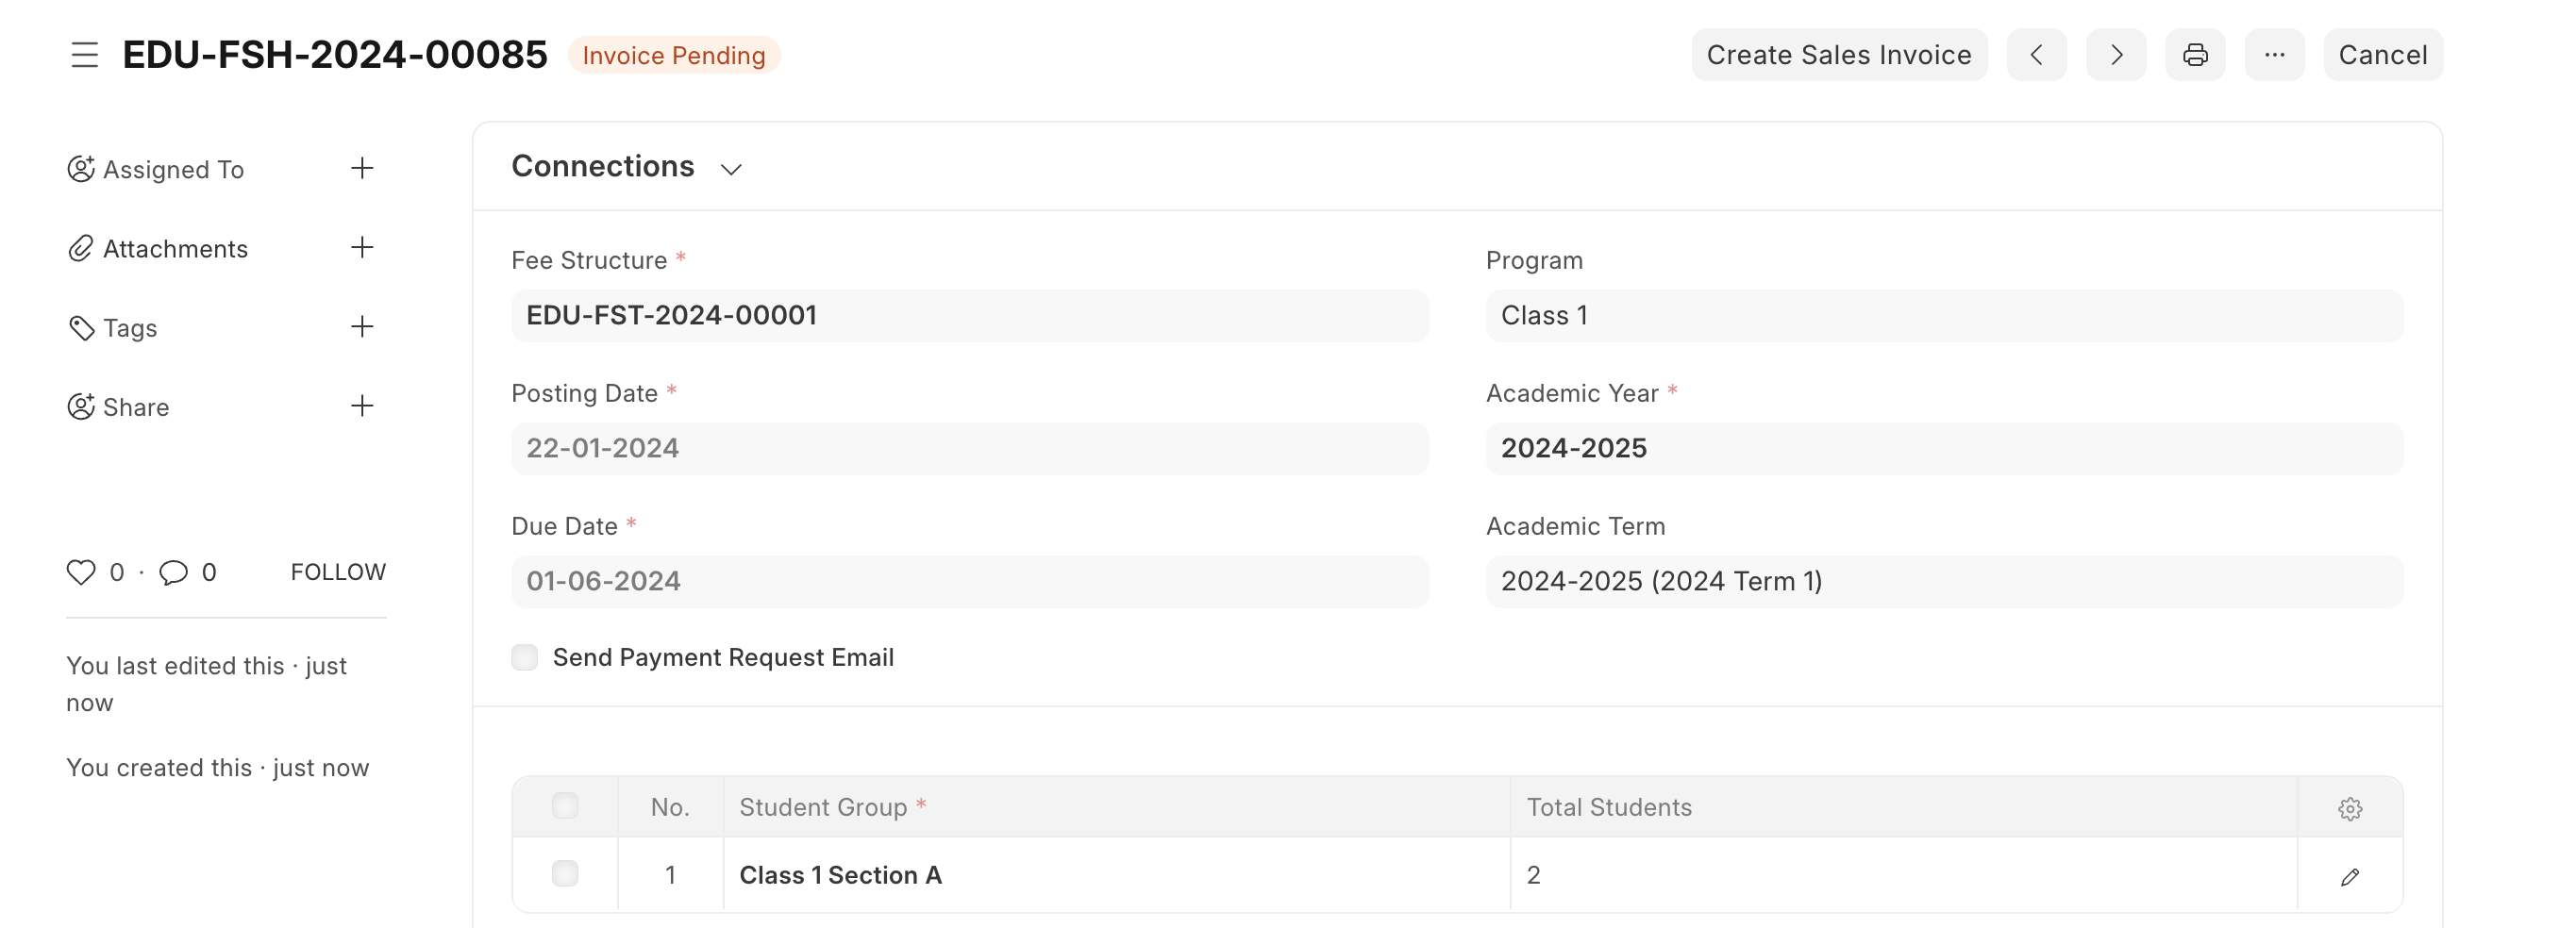 EDU-FSH-2024-00085 Invoice Pending Create Sales Invoice ··· Cancel
Assigned To
Attachments
Tags
Share
0 · 0 FOLLOW
You last edited this · just
now
You created this · just now
Connections
Fee Structure *
EDU-FST-2024-00001
Program
Class 1
Posting Date *
22-01-2024
Academic Year *
2024-2025
Due Date *
01-06-2024
Academic Term
2024-2025 (2024 Term 1)
Send Payment Request Email
No. Student Group * Total Students
1 Class 1 Section A 2